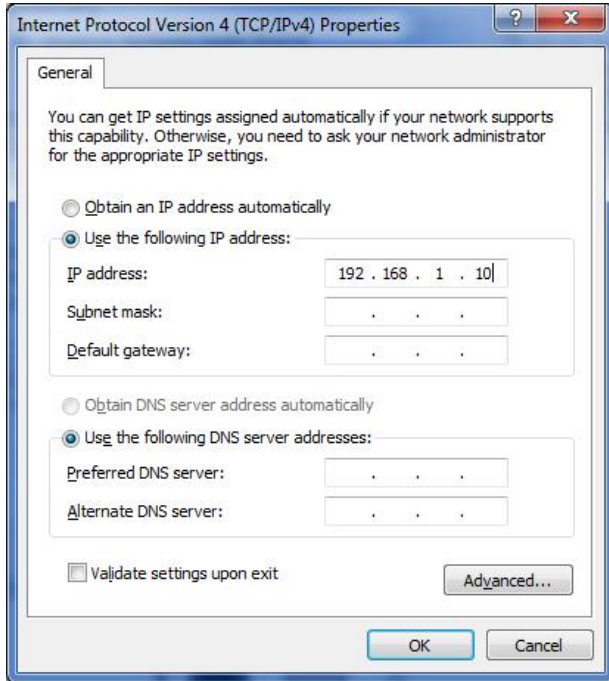 Internet Protocol Version 4 (TCP/IPv4) Properties
General
You can get IP settings assigned automatically if your network supports
this capability. Otherwise, you need to ask your network administrator
for the appropriate IP settings.
Obtain an IP address automatically
Use the following IP address:
IP address: 192 . 168 . 1 . 10
Subnet mask: . . .
Default gateway: . . .
Obtain DNS server address automatically
Use the following DNS server addresses:
Preferred DNS server: . . .
Alternate DNS server: . . .
Validate settings upon exit
Advanced...
OK Cancel